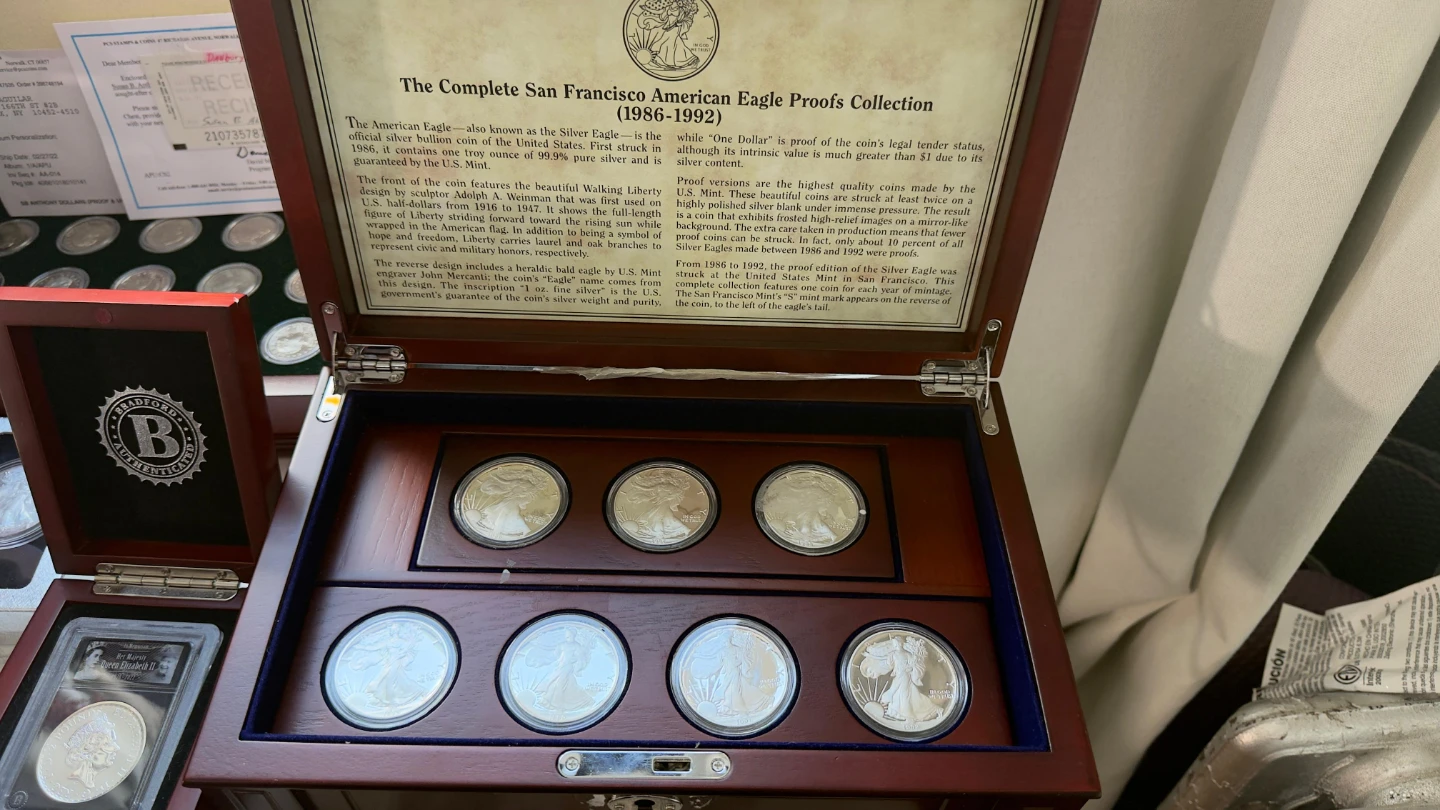 The Complete San Francisco American Eagle Proofs Collection
(1986-1992)
The American Eagle—also known as the Silver Eagle—is the
official silver bullion coin of the United States. First struck in
1986, it contains one troy ounce of 99.9% pure silver and is
guaranteed by the U.S. Mint.
The front of the coin features the beautiful Walking Liberty
design by sculptor Adolph A. Weinman that was first used on
U.S. half-dollars from 1916 to 1947. It shows the full-length
figure of Liberty striding forward toward the rising sun while
wrapped in the American flag. In addition to being a symbol of
hope and freedom, Liberty carries laurel and oak branches to
represent civic and military honors, respectively.
The reverse design includes a heraldic bald eagle by U.S. Mint
engraver John Mercanti; the coin's "Eagle" name comes from
this design. The inscription "1 oz. fine silver" is the U.S.
government's guarantee of the coin's silver weight and purity,
while "One Dollar" is proof of the coin's legal tender status,
although its intrinsic value is much greater than $1 due to its
silver content.
Proof versions are the highest quality coins made by the
U.S. Mint. These beautiful coins are struck at least twice on a
highly polished silver blank under immense pressure. The result
is a coin that exhibits frosted high-relief images on a mirror-like
background. The extra care taken in production means that fewer
proof coins can be struck. In fact, only about 10 percent of all
Silver Eagles made between 1986 and 1992 were proofs.
From 1986 to 1992, the proof edition of the Silver Eagle was
struck at the United States Mint in San Francisco. This
complete collection features one coin for each year of mintage.
The San Francisco Mint's "S" mint mark appears on the reverse of
the coin, to the left of the eagle's tail.
Dear Member
RECEI
RECI
21073578
BRADFORD
B
AUTHENTICATED
Her Majesty
Queen Elizabeth II